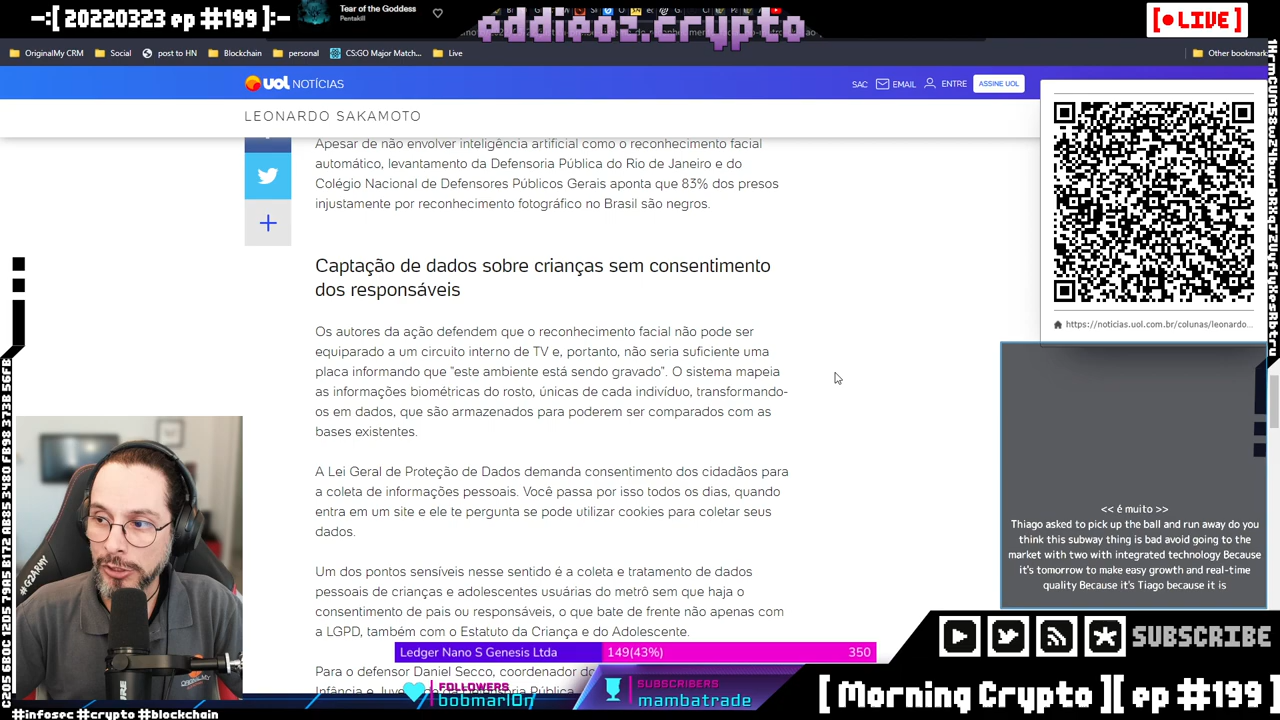 -:[ 20220323 ep #199 ]:-
Tear of the Goddess
Pentakill
eddieoz.crypto
[● LIVE]
OriginalMy CRM
Social
post to HN
Blockchain
personal
CS:GO Major Match...
Live
Other bookmark
uol NOTÍCIAS
SAC
EMAIL
ENTRE
ASSINE UOL
LEONARDO SAKAMOTO
Apesar de não envolver inteligência artificial como o reconhecimento facial
automático, levantamento da Defensoria Pública do Rio de Janeiro e do
Colégio Nacional de Defensores Públicos Gerais aponta que 83% dos presos
injustamente por reconhecimento fotográfico no Brasil são negros.
Captação de dados sobre crianças sem consentimento
dos responsáveis
Os autores da ação defendem que o reconhecimento facial não pode ser
equiparado a um circuito interno de TV e, portanto, não seria suficiente uma
placa informando que "este ambiente está sendo gravado". O sistema mapeia
as informações biométricas do rosto, únicas de cada indivíduo, transformando-
os em dados, que são armazenados para poderem ser comparados com as
bases existentes.
A Lei Geral de Proteção de Dados demanda consentimento dos cidadãos para
a coleta de informações pessoais. Você passa por isso todos os dias, quando
entra em um site e ele te pergunta se pode utilizar cookies para coletar seus
dados.
Um dos pontos sensíveis nesse sentido é a coleta e tratamento de dados
pessoais de crianças e adolescentes usuárias do metrô sem que haja o
consentimento de pais ou responsáveis, o que bate de frente não apenas com
a LGPD, também com o Estatuto da Criança e do Adolescente.
Para o defensor Daniel Secco, coordenador do
https://noticias.uol.com.br/colunas/leonardo...
<< é muito >>
Thiago asked to pick up the ball and run away do you
think this subway thing is bad avoid going to the
market with two with integrated technology Because
it's tomorrow to make easy growth and real-time
quality Because it's Tiago because it is
Ledger Nano S Genesis Ltda
149(43%)
350
FOLLOWERS
bobmarl0n
SUBSCRIBERS
mambatrade
SUBSCRIBE
[ Morning Crypto ][ ep #199 ]
#infosec #crypto #blockchain